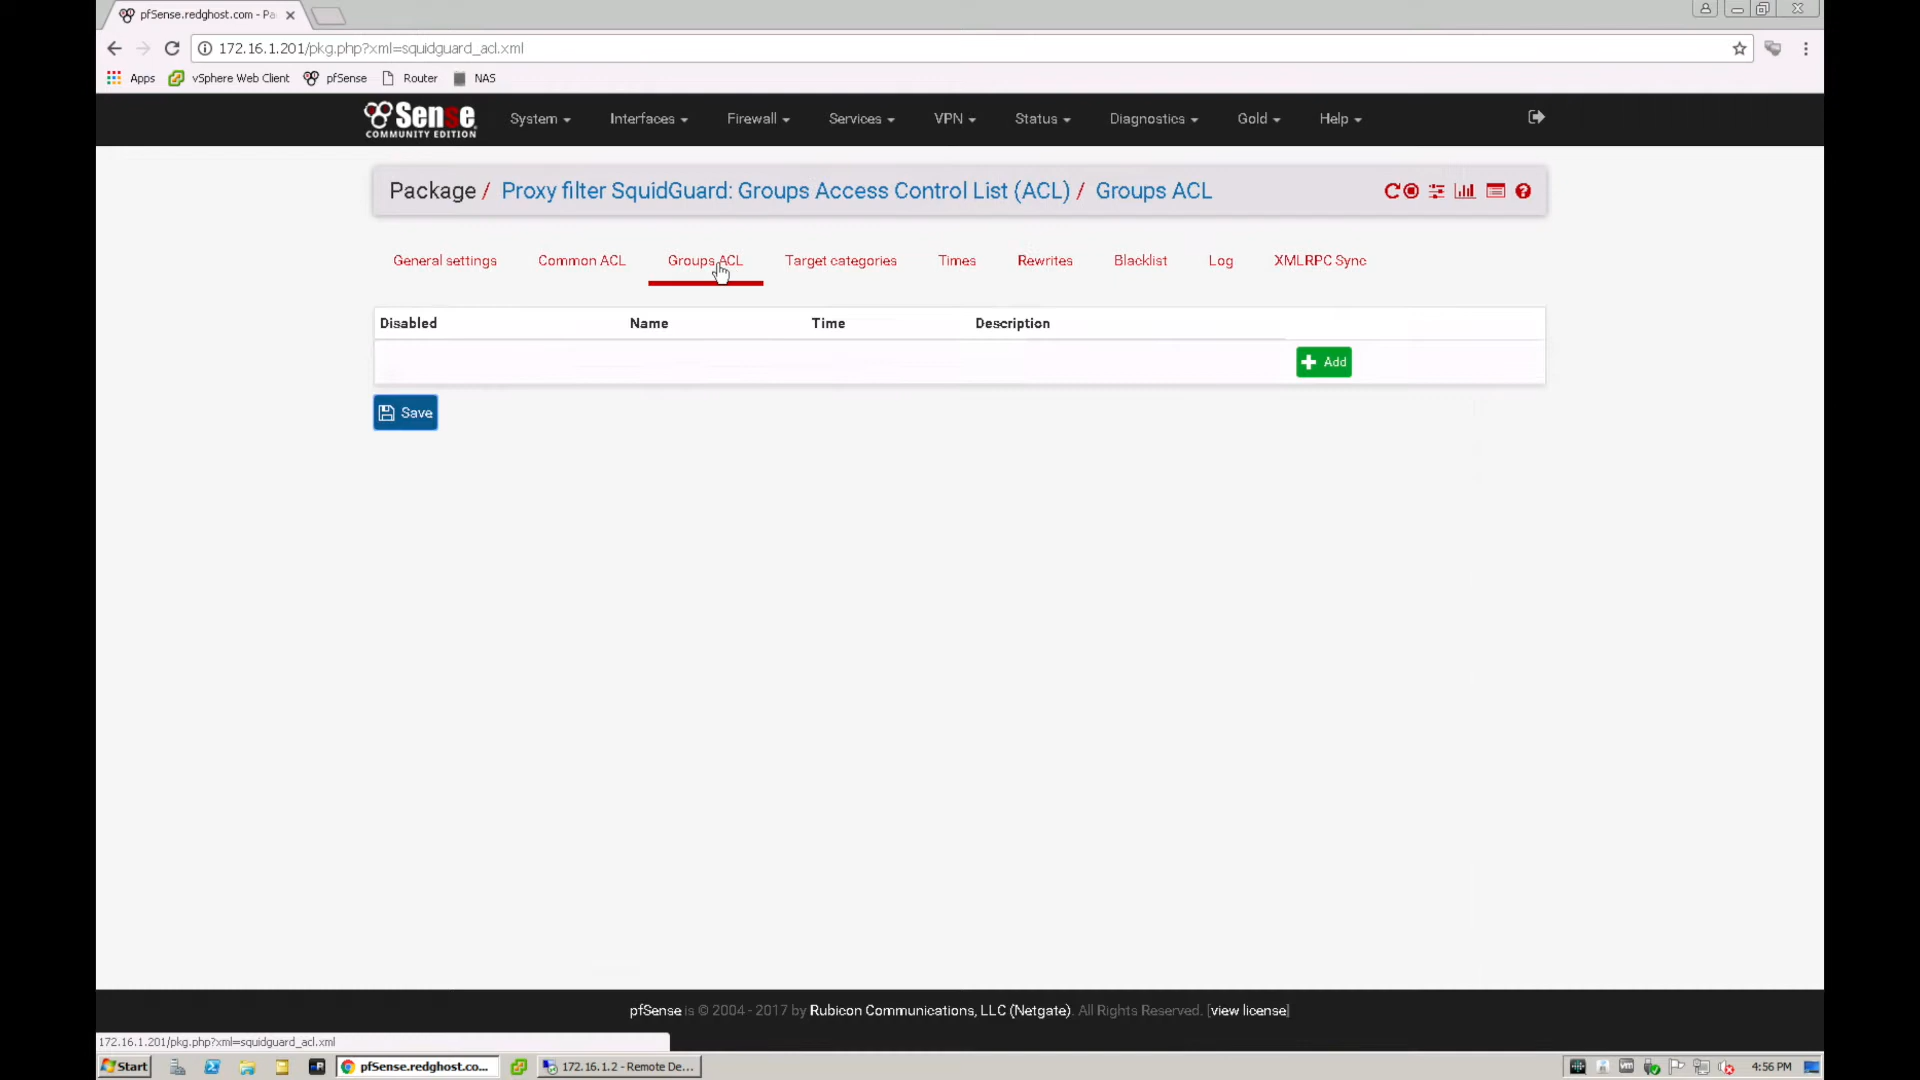 pfSense.redghost.com - Pa
172.16.1.201/pkg.php?xml=squidguard_acl.xml
Apps vSphere Web Client pfSense Router NAS
Sense COMMUNITY EDITION System Interfaces Firewall Services VPN Status Diagnostics Gold Help
Package / Proxy filter SquidGuard: Groups Access Control List (ACL) / Groups ACL
General settings Common ACL Groups ACL Target categories Times Rewrites Blacklist Log XMLRPC Sync
Disabled Name Time Description
Add
Save
pfSense is © 2004 - 2017 by Rubicon Communications, LLC (Netgate). All Rights Reserved. [view license]
172.16.1.201/pkg.php?xml=squidguard_acl.xml
Start pfSense.redghost.co... 172.16.1.2 - Remote De... 4:56 PM